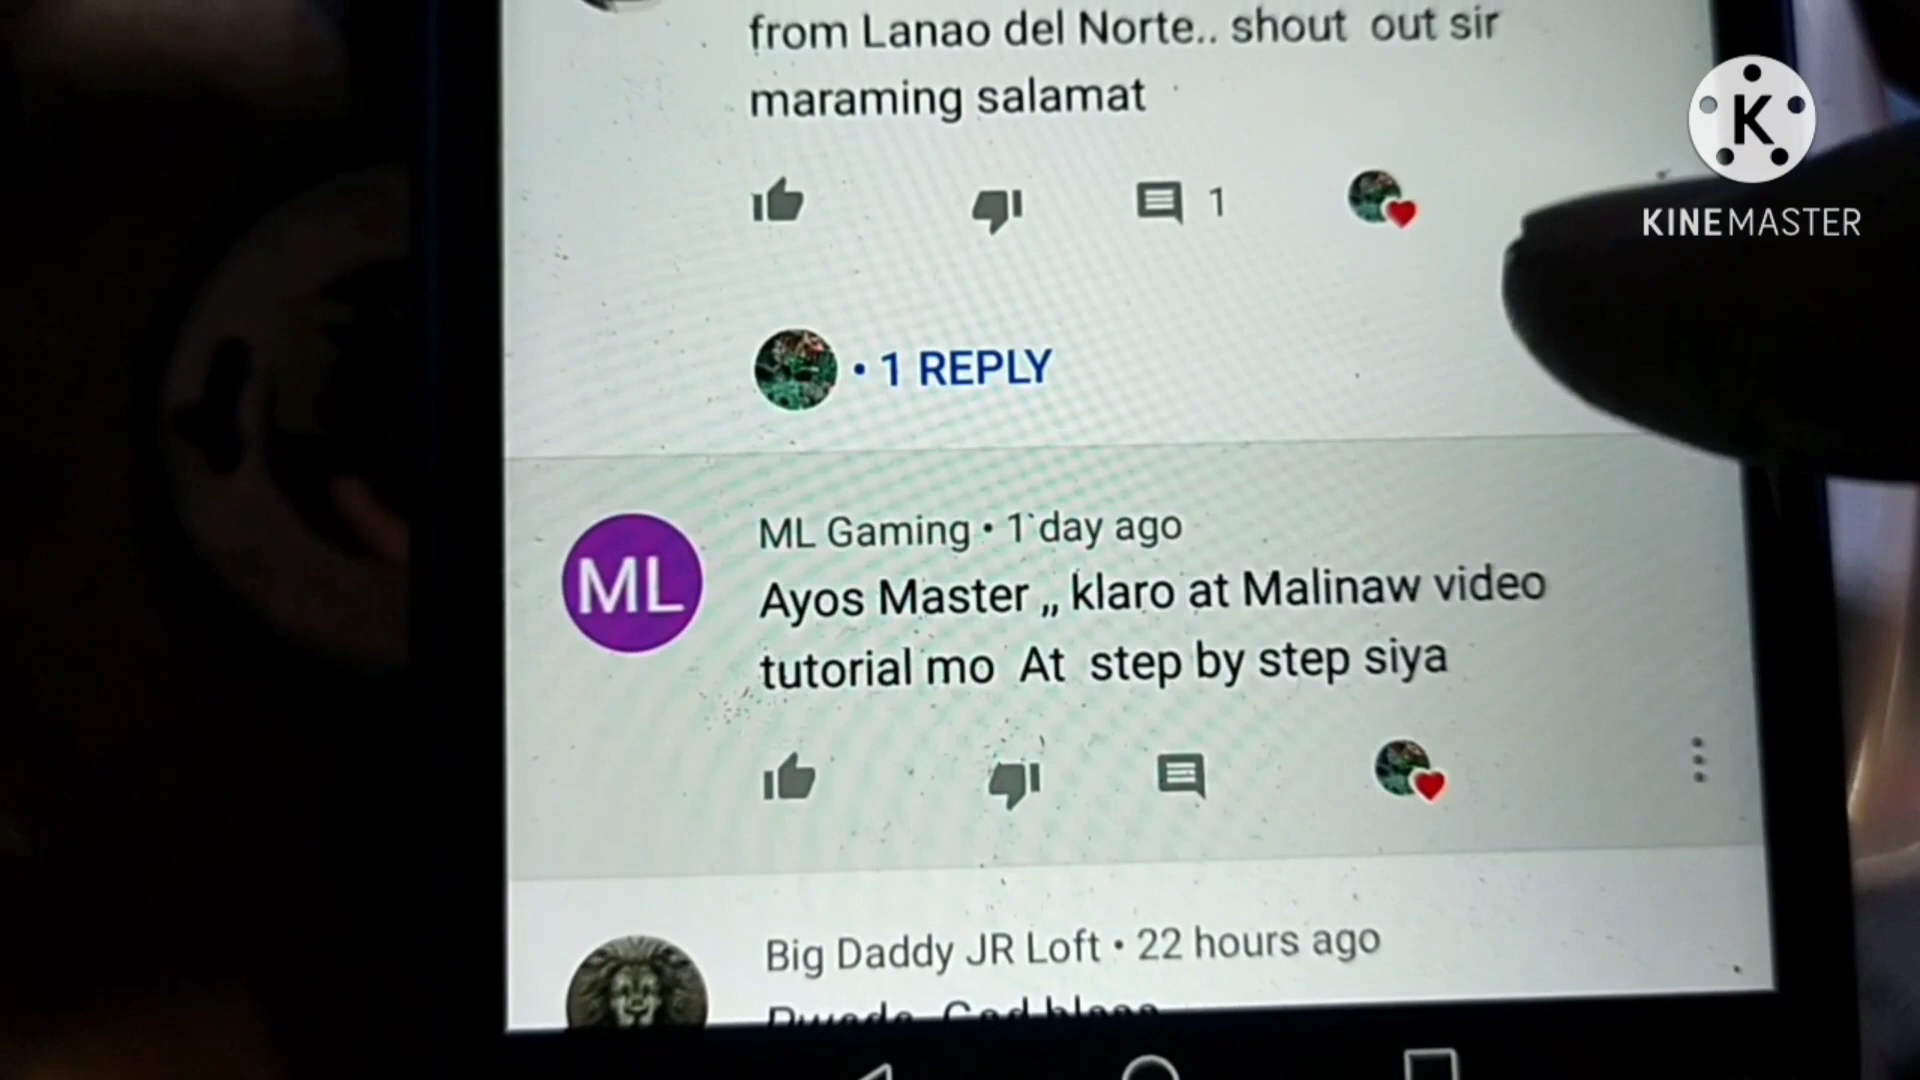 from Lanao del Norte.. shout out sir
maraming salamat
K
KINEMASTER
1
• 1 REPLY
ML
ML Gaming • 1 day ago
Ayos Master ,, klaro at Malinaw video
tutorial mo At step by step siya
Big Daddy JR Loft • 22 hours ago
God bless